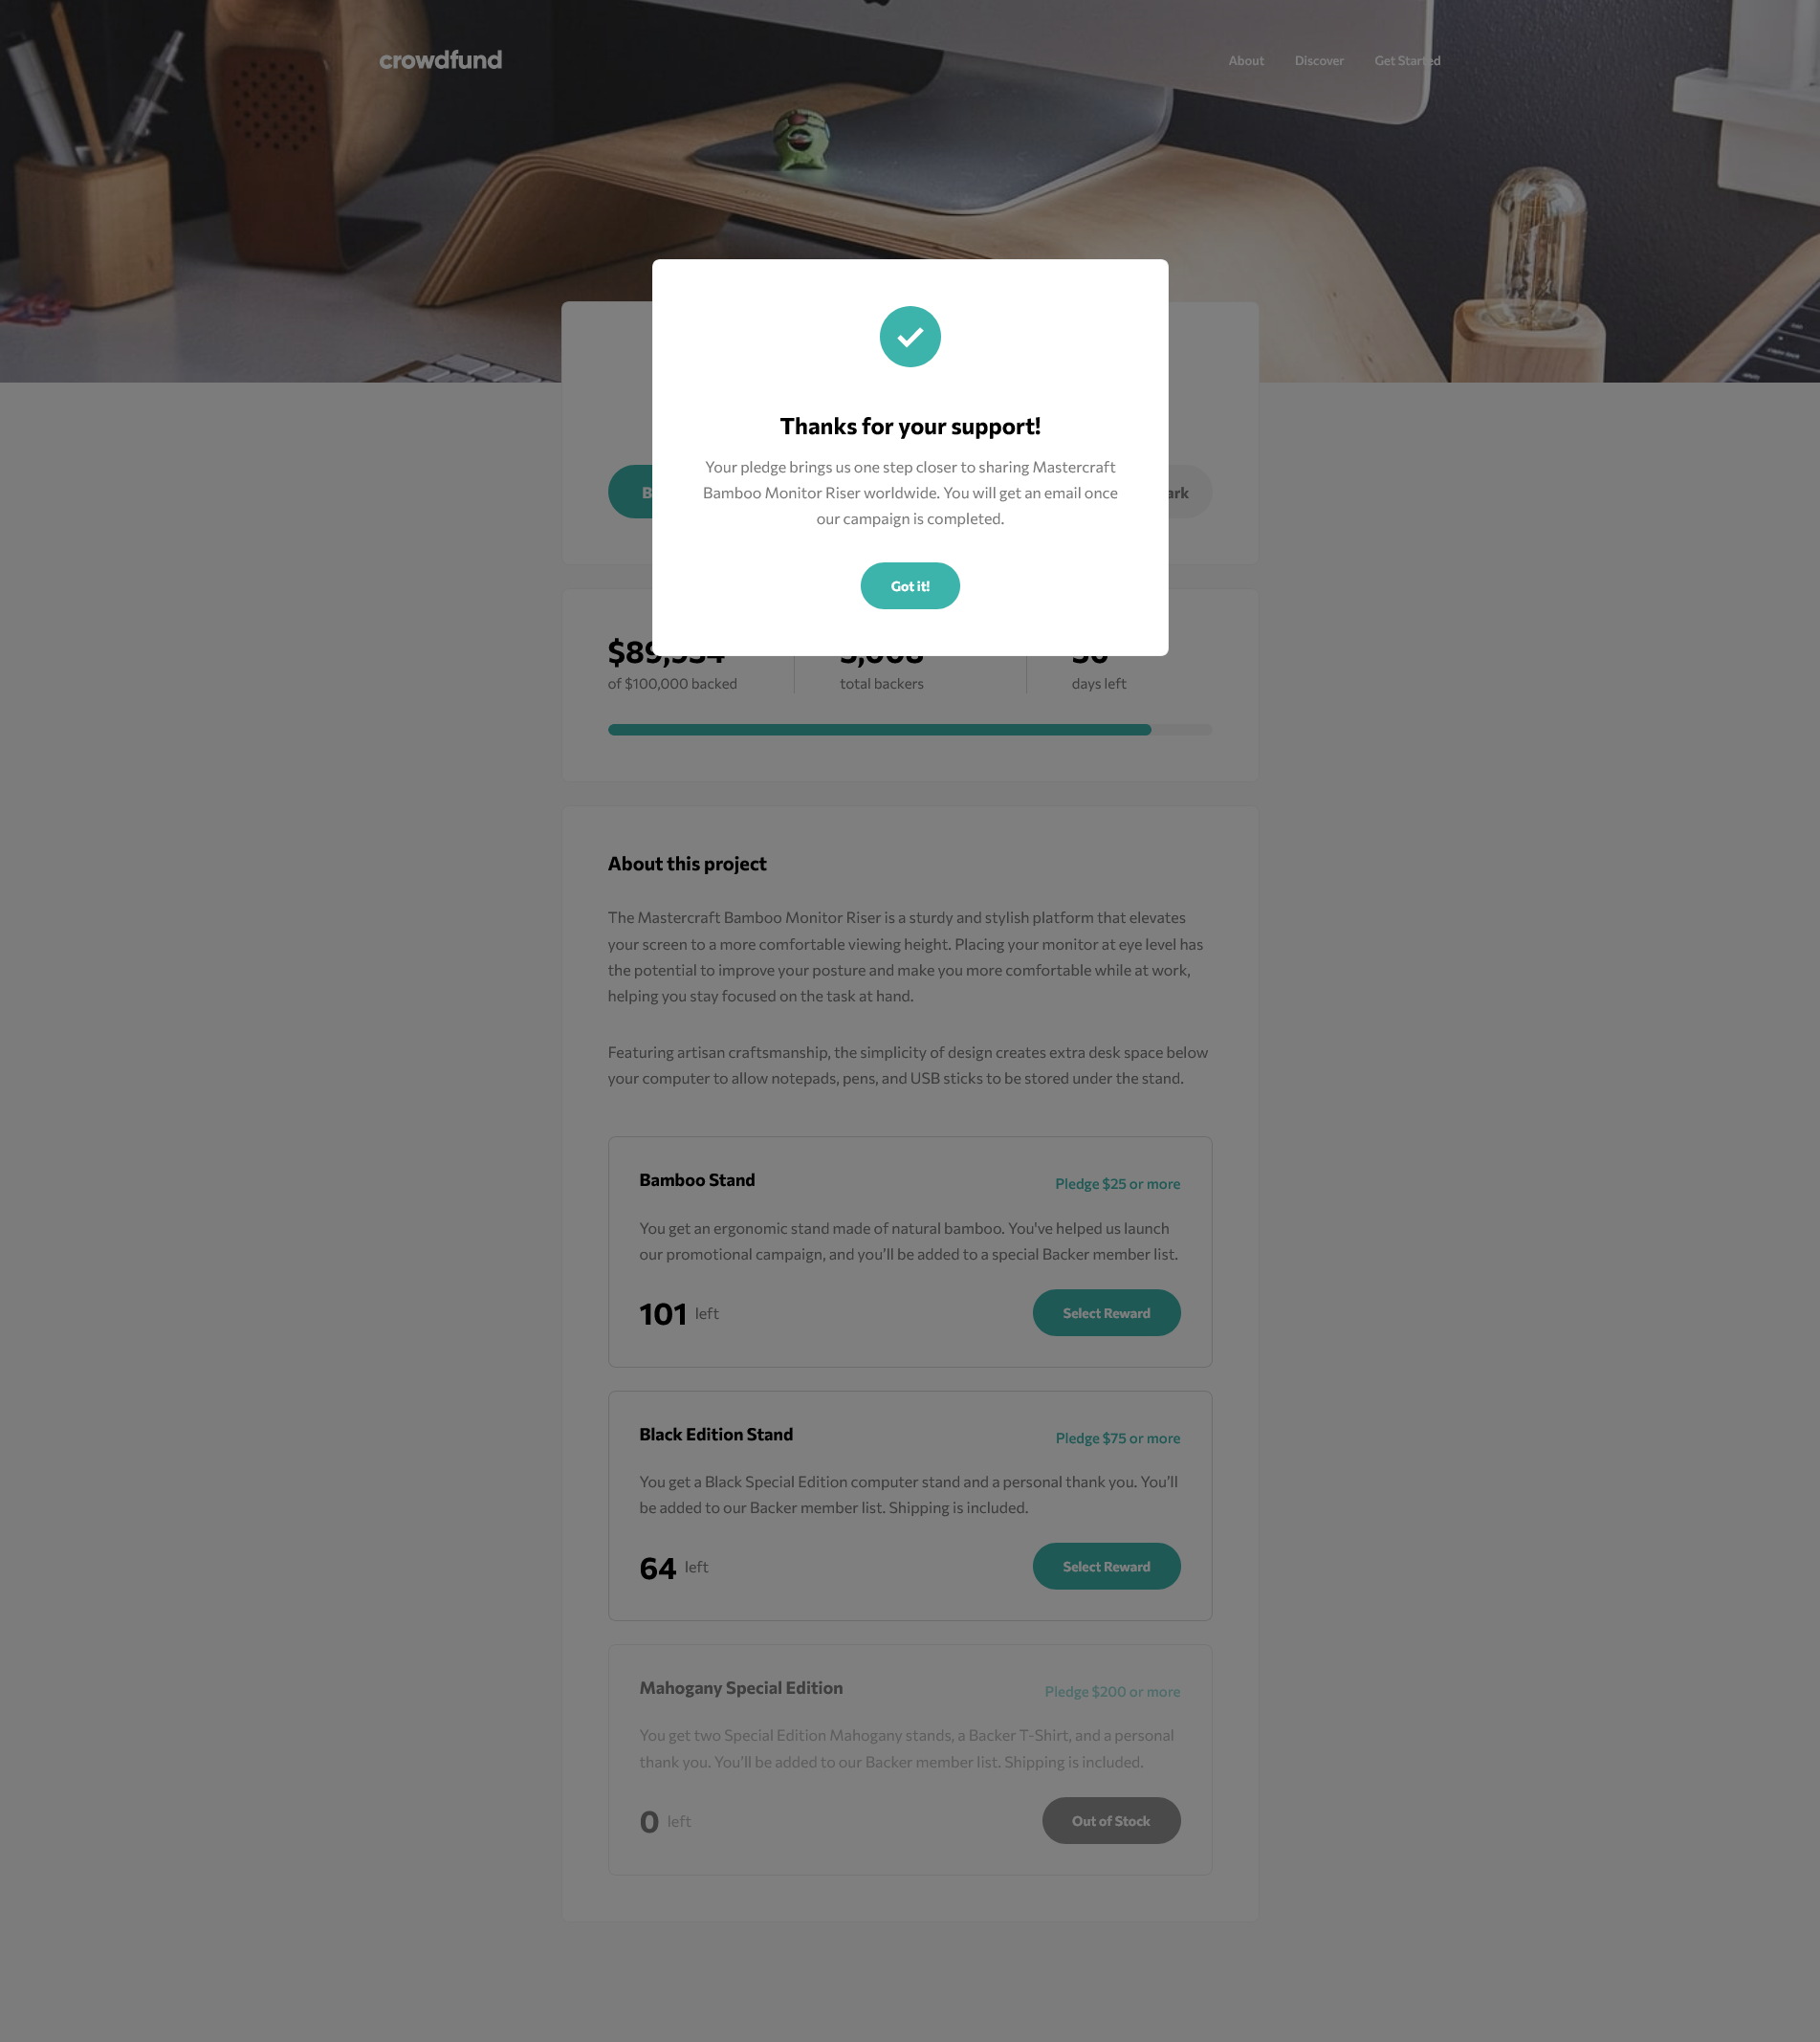 crowdfund
About Discover Get Started
Thanks for your support!
Your pledge brings us one step closer to sharing Mastercraft
Bamboo Monitor Riser worldwide. You will get an email once
our campaign is completed.
Got it!
of $100,000 backed
total backers
days left
About this project
The Mastercraft Bamboo Monitor Riser is a sturdy and stylish platform that elevates
your screen to a more comfortable viewing height. Placing your monitor at eye level has
the potential to improve your posture and make you more comfortable while at work,
helping you stay focused on the task at hand.
Featuring artisan craftsmanship, the simplicity of design creates extra desk space below
your computer to allow notepads, pens, and USB sticks to be stored under the stand.
Bamboo Stand
Pledge $25 or more
You get an ergonomic stand made of natural bamboo. You've helped us launch
our promotional campaign, and you’ll be added to a special Backer member list.
101 left
Select Reward
Black Edition Stand
Pledge $75 or more
You get a Black Special Edition computer stand and a personal thank you. You’ll
be added to our Backer member list. Shipping is included.
64 left
Select Reward
Mahogany Special Edition
Pledge $200 or more
You get two Special Edition Mahogany stands, a Backer T-Shirt, and a personal
thank you. You’ll be added to our Backer member list. Shipping is included.
0 left
Out of Stock